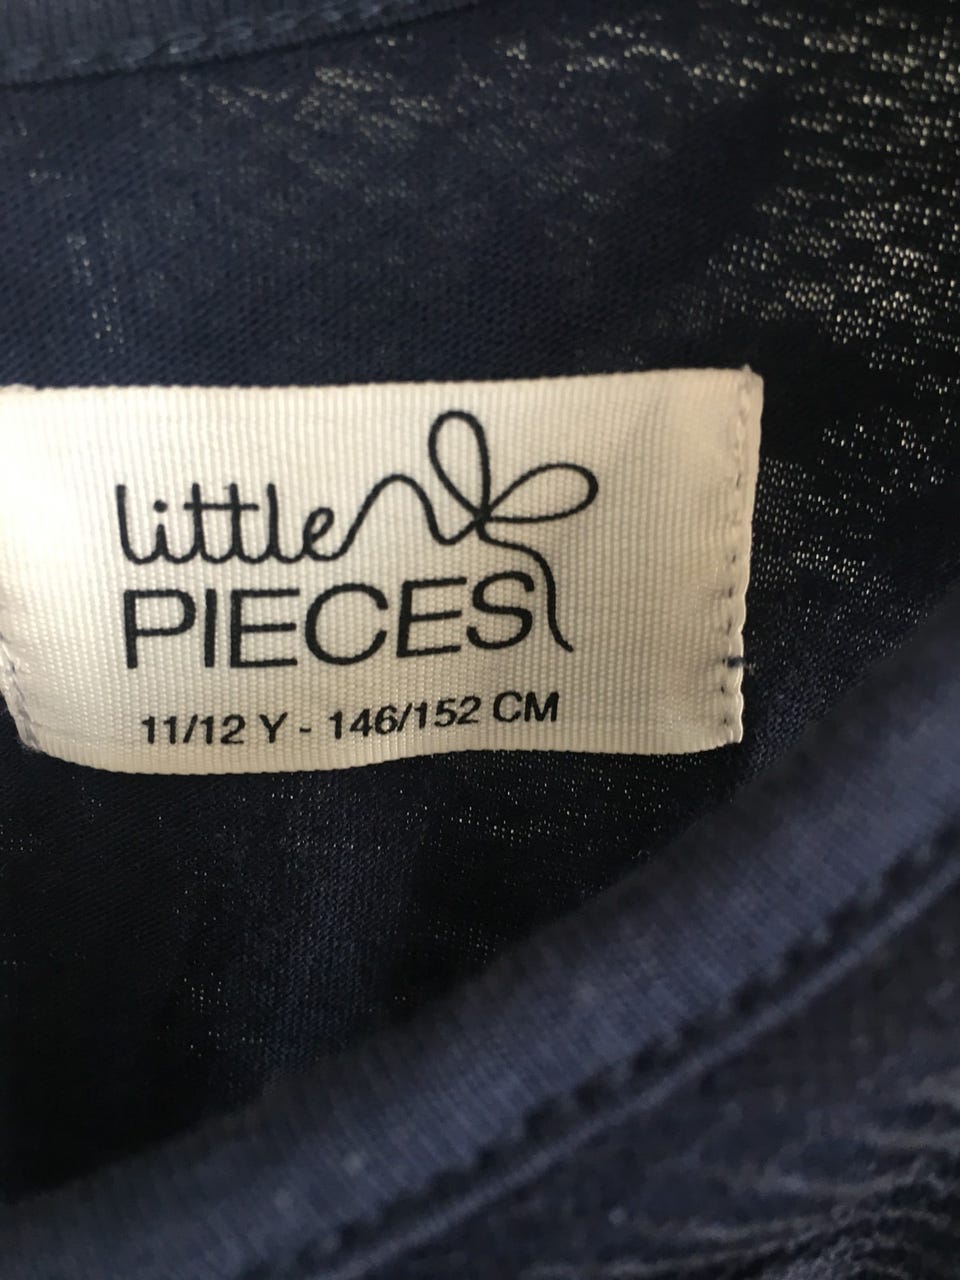 little
PIECES
11/12 Y - 146/152 CM